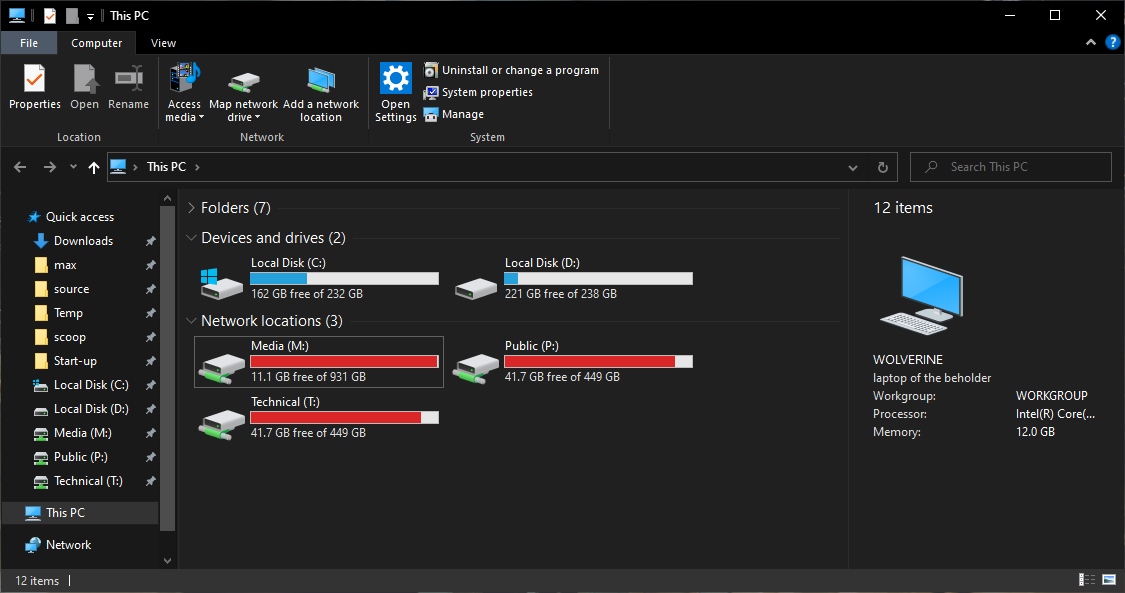 This PC
File Computer View
?
Properties Open Rename
Access media
Map network drive
Add a network location
Open Settings
Uninstall or change a program
System properties
Manage
Location Network System
This PC
Search This PC
Quick access
Downloads
max
source
Temp
scoop
Start-up
Local Disk (C:)
Local Disk (D:)
Media (M:)
Public (P:)
Technical (T:)
This PC
Network
Folders (7)
Devices and drives (2)
Local Disk (C:)
162 GB free of 232 GB
Local Disk (D:)
221 GB free of 238 GB
Network locations (3)
Media (M:)
11.1 GB free of 931 GB
Public (P:)
41.7 GB free of 449 GB
Technical (T:)
41.7 GB free of 449 GB
12 items
WOLVERINE
laptop of the beholder
Workgroup: WORKGROUP
Processor: Intel(R) Core(...
Memory: 12.0 GB
12 items